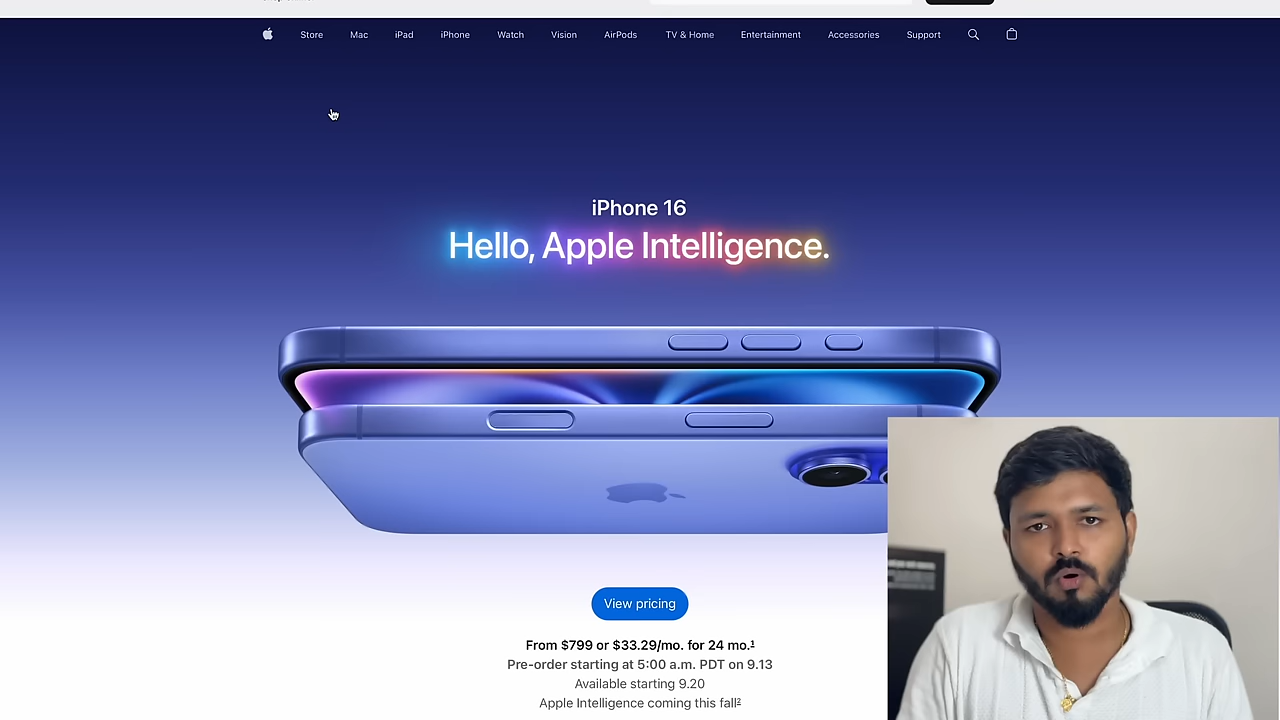 Store Mac iPad iPhone Watch Vision AirPods TV & Home Entertainment Accessories Support
iPhone 16
Hello, Apple Intelligence.
View pricing
From $799 or $33.29/mo. for 24 mo.¹
Pre-order starting at 5:00 a.m. PDT on 9.13
Available starting 9.20
Apple Intelligence coming this fall²